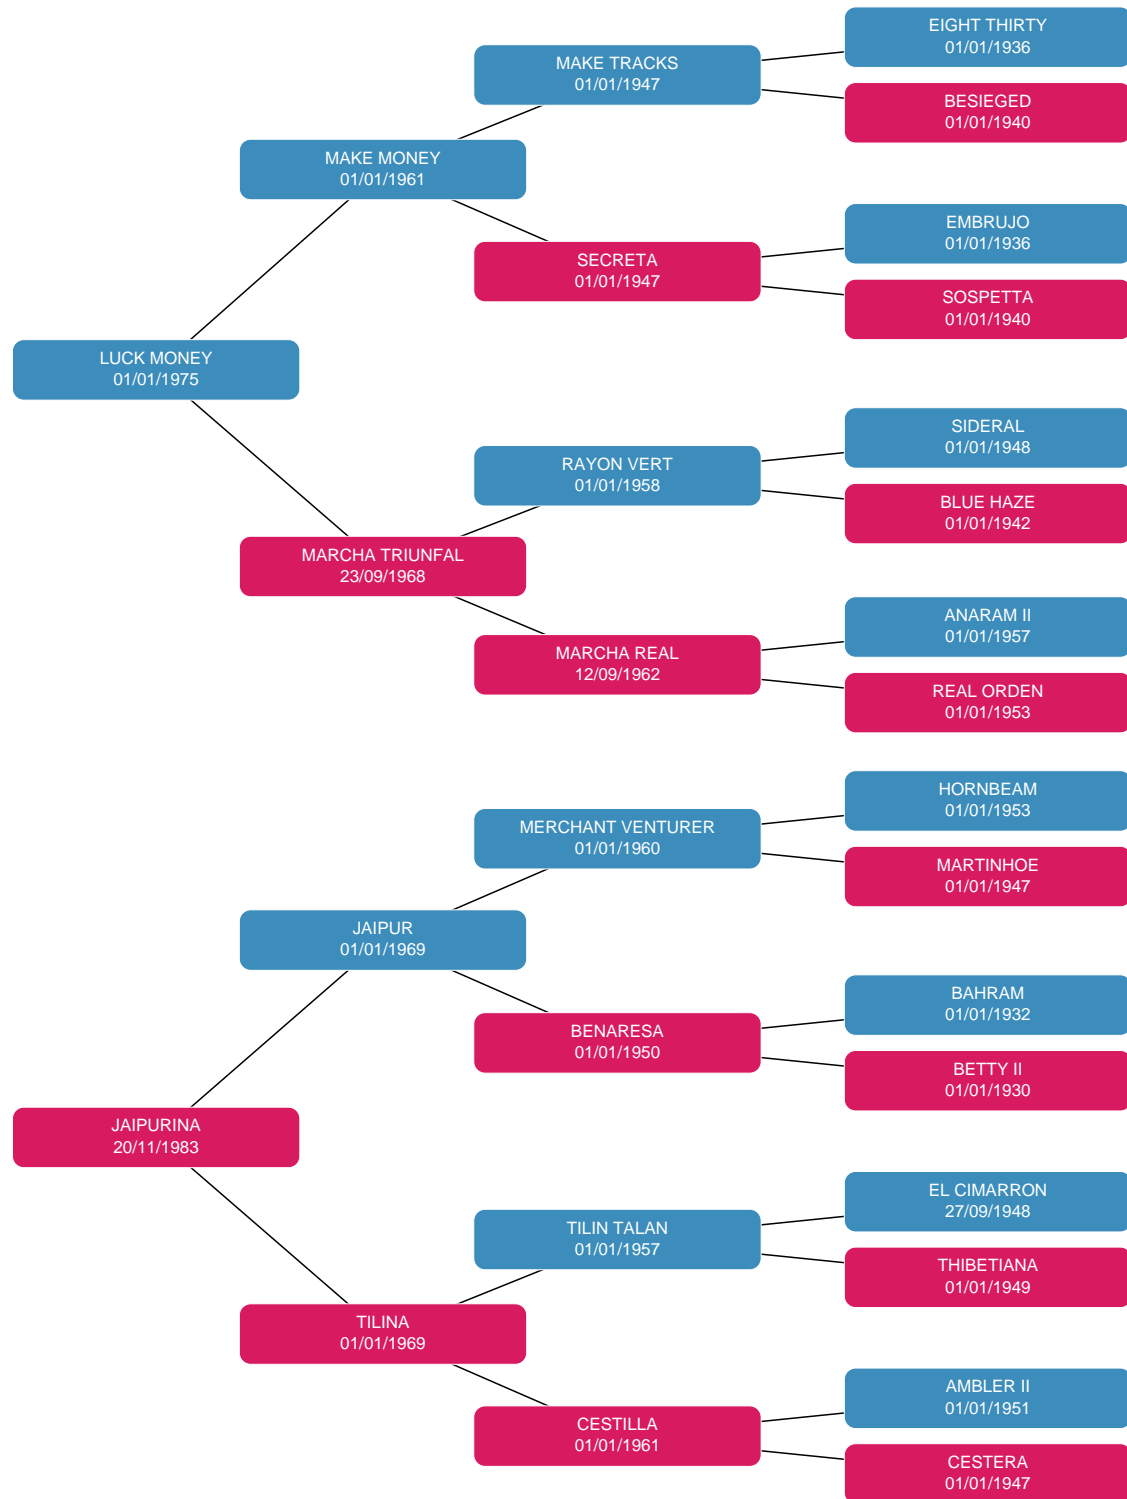 EIGHT THIRTY
01/01/1936
MAKE TRACKS
01/01/1947
BESIEGED
01/01/1940
MAKE MONEY
01/01/1961
EMBRUJO
01/01/1936
SECRETA
01/01/1947
SOSPETTA
01/01/1940
LUCK MONEY
01/01/1975
SIDERAL
01/01/1948
RAYON VERT
01/01/1958
BLUE HAZE
01/01/1942
MARCHA TRIUNFAL
23/09/1968
ANARAM II
01/01/1957
MARCHA REAL
12/09/1962
REAL ORDEN
01/01/1953
HORNBEAM
01/01/1953
MERCHANT VENTURER
01/01/1960
MARTINHOE
01/01/1947
JAIPUR
01/01/1969
BAHRAM
01/01/1932
BENARESA
01/01/1950
BETTY II
01/01/1930
JAIPURINA
20/11/1983
EL CIMARRON
27/09/1948
TILIN TALAN
01/01/1957
THIBETIANA
01/01/1949
TILINA
01/01/1969
AMBLER II
01/01/1951
CESTILLA
01/01/1961
CESTERA
01/01/1947